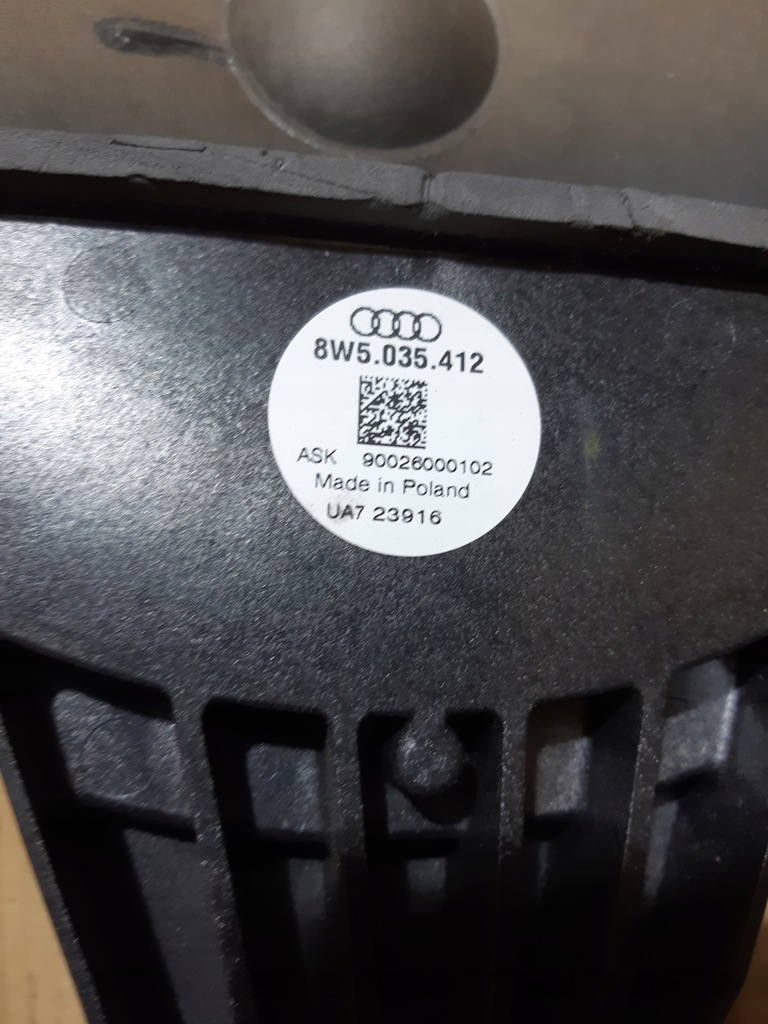 8W5.035.412
ASK 90026000102
Made in Poland
UA7 23916